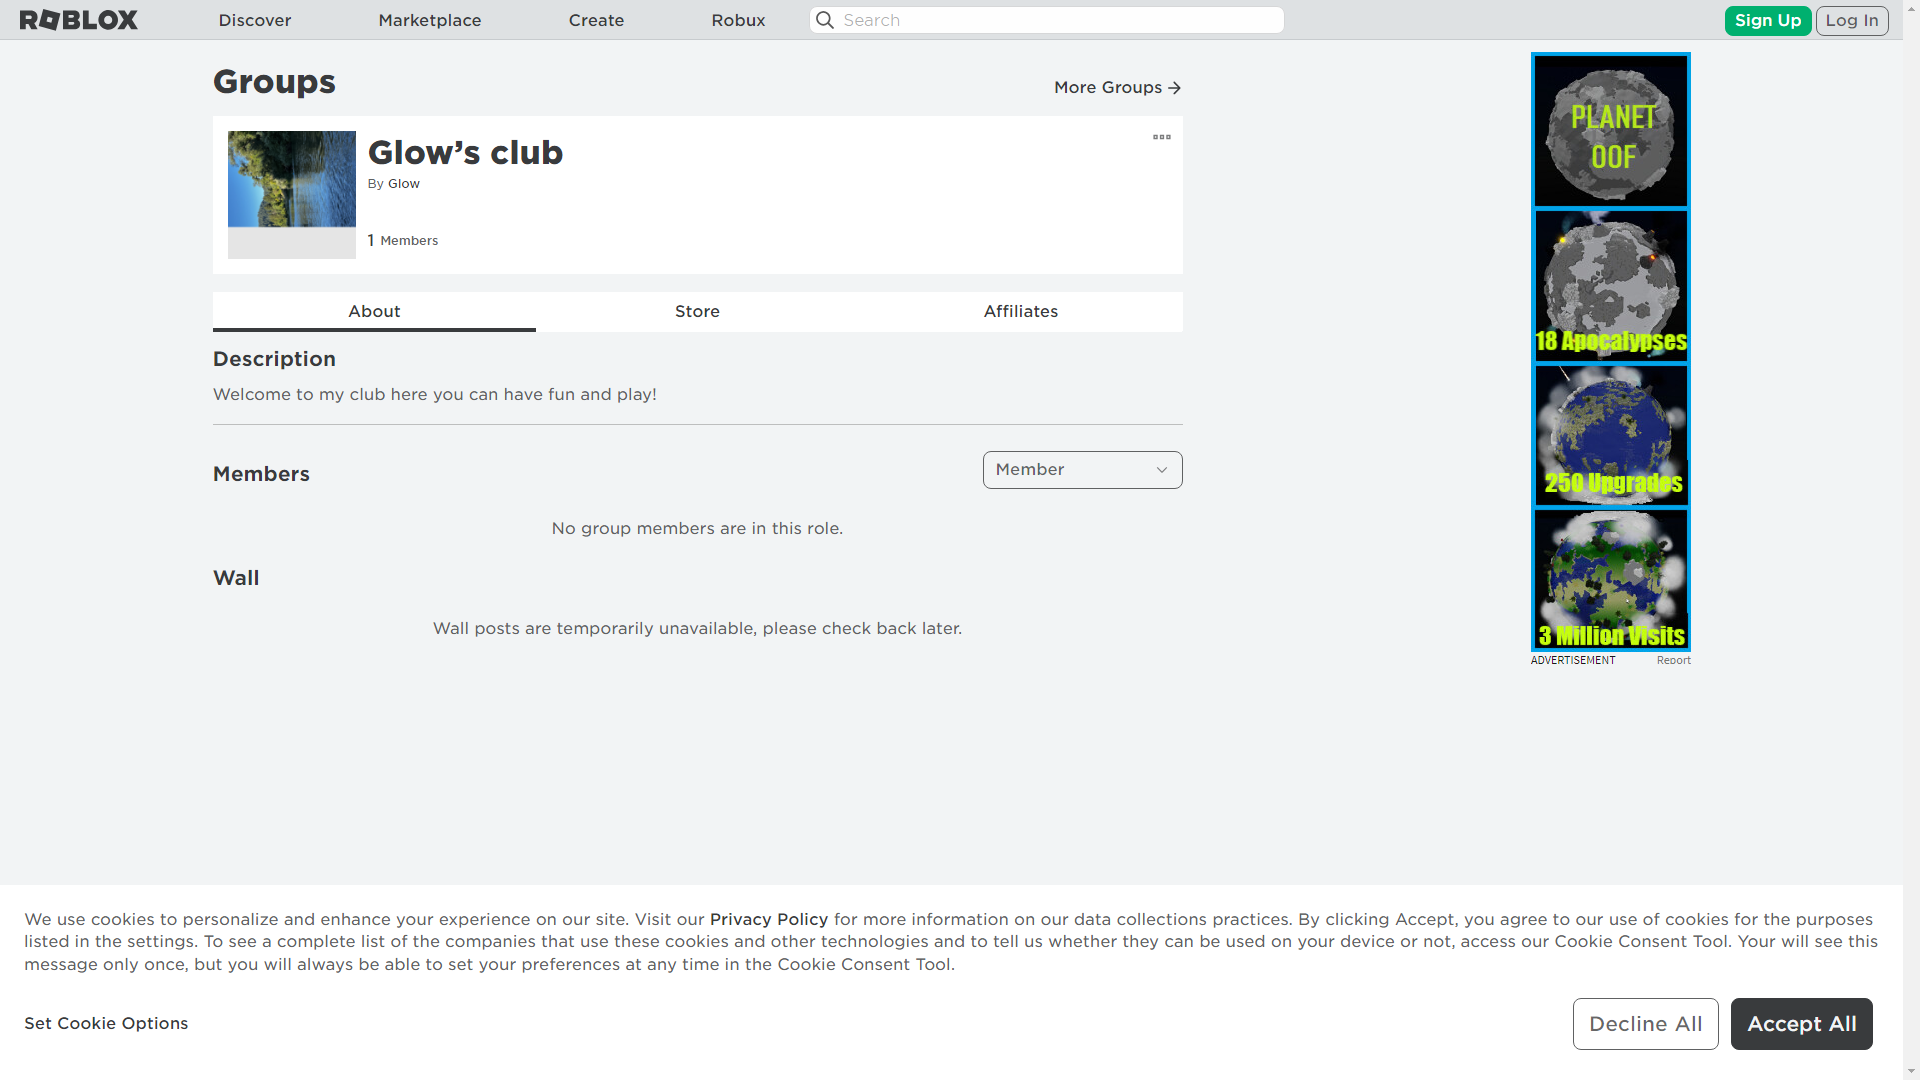 ROBLOX Discover Marketplace Create Robux Search Sign Up Log In
Groups
More Groups
Glow's club
By Glow
1 Members
About Store Affiliates
Description
Welcome to my club here you can have fun and play!
Members
Member
No group members are in this role.
Wall
Wall posts are temporarily unavailable, please check back later.
PLANET
OOF
18 Apocalypses
250 Upgrades
3 Million Visits
ADVERTISEMENT Report
We use cookies to personalize and enhance your experience on our site. Visit our Privacy Policy for more information on our data collections practices. By clicking Accept, you agree to our use of cookies for the purposes
listed in the settings. To see a complete list of the companies that use these cookies and other technologies and to tell us whether they can be used on your device or not, access our Cookie Consent Tool. Your will see this
message only once, but you will always be able to set your preferences at any time in the Cookie Consent Tool.
Set Cookie Options
Decline All
Accept All